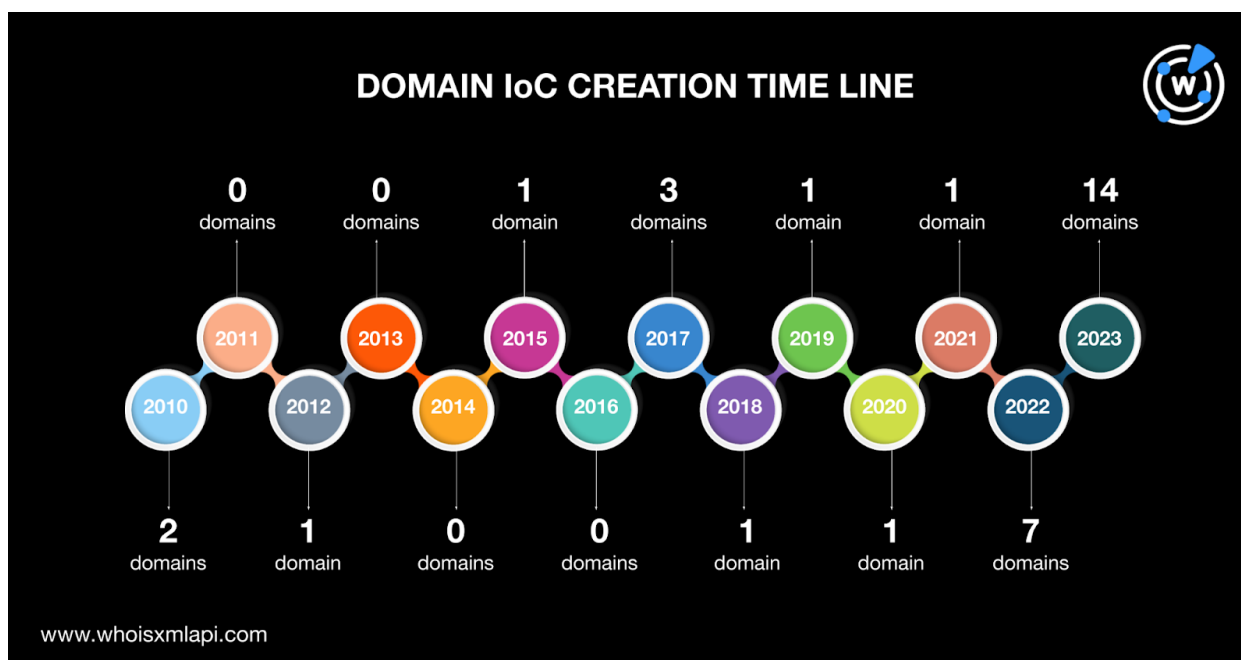 DOMAIN IoC CREATION TIME LINE
W
0 0 1 3 1 1 14
domains domains domain domains domain domain domains
2011 2013 2015 2017 2019 2021 2023
2010 2012 2014 2016 2018 2020 2022
2 1 0 0 1 1 7
domains domain domains domains domain domain domains
www.whoisxmlapi.com